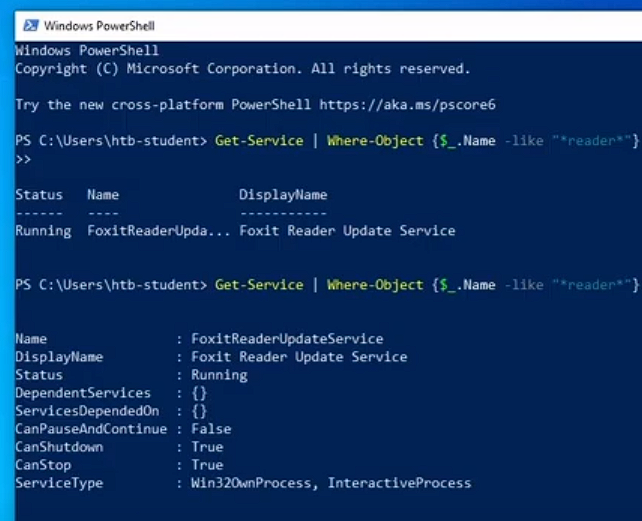 Windows PowerShell
Windows PowerShell
Copyright (C) Microsoft Corporation. All rights reserved.
Try the new cross-platform PowerShell https://aka.ms/pscore6
PS C:\Users\htb-student> Get-Service | Where-Object {$_.Name -like "*reader*"}
>>
Status   Name               DisplayName
------   ----               -----------
Running  FoxitReaderUpda... Foxit Reader Update Service
PS C:\Users\htb-student> Get-Service | Where-Object {$_.Name -like "*reader*"}
Name                : FoxitReaderUpdateService
DisplayName         : Foxit Reader Update Service
Status              : Running
DependentServices   : {}
ServicesDependedOn  : {}
CanPauseAndContinue : False
CanShutdown         : True
CanStop             : True
ServiceType         : Win32OwnProcess, InteractiveProcess